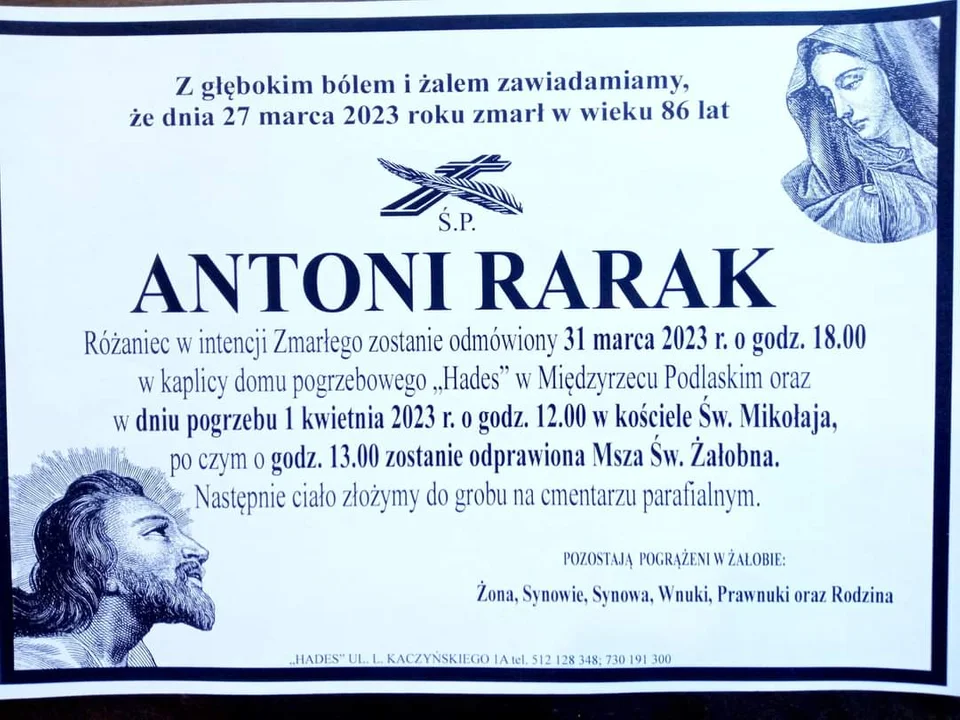 Z głębokim bólem i żalem zawiadamiamy,
że dnia 27 marca 2023 roku zmarł w wieku 86 lat
Ś.P.
ANTONI RARAK
Różaniec w intencji Zmarłego zostanie odmówiony 31 marca 2023 r. o godz. 18.00
w kaplicy domu pogrzebowego „Hades” w Międzyrzecu Podlaskim oraz
w dniu pogrzebu 1 kwietnia 2023 r. o godz. 12.00 w kościele Św. Mikołaja,
po czym o godz. 13.00 zostanie odprawiona Msza Św. Żałobna.
Następnie ciało złożymy do grobu na cmentarzu parafialnym.
POZOSTAJĄ POGRĄŻENI W ŻAŁOBIE:
Żona, Synowie, Synowa, Wnuki, Prawnuki oraz Rodzina
„HADES” UL. L. KACZYŃSKIEGO 1A tel. 512 128 348; 730 191 300